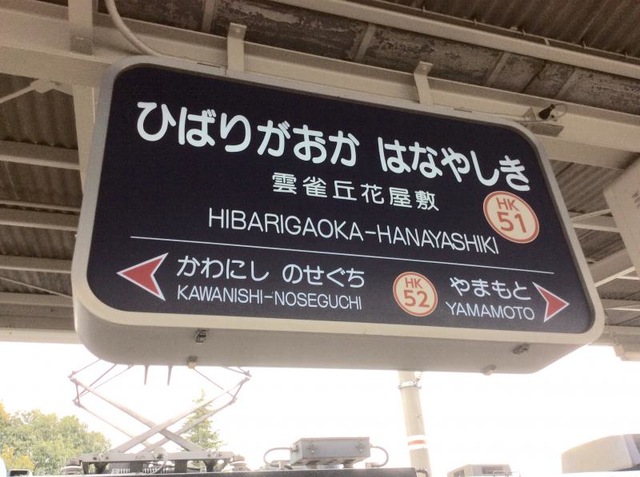 ひばりがおか はなやしき
雲雀丘花屋敷
HK
51
HIBARIGAOKA-HANAYASHIKI
かわにし のせぐち
KAWANISHI-NOSEGUCHI
HK
52
やまもと
YAMAMOTO